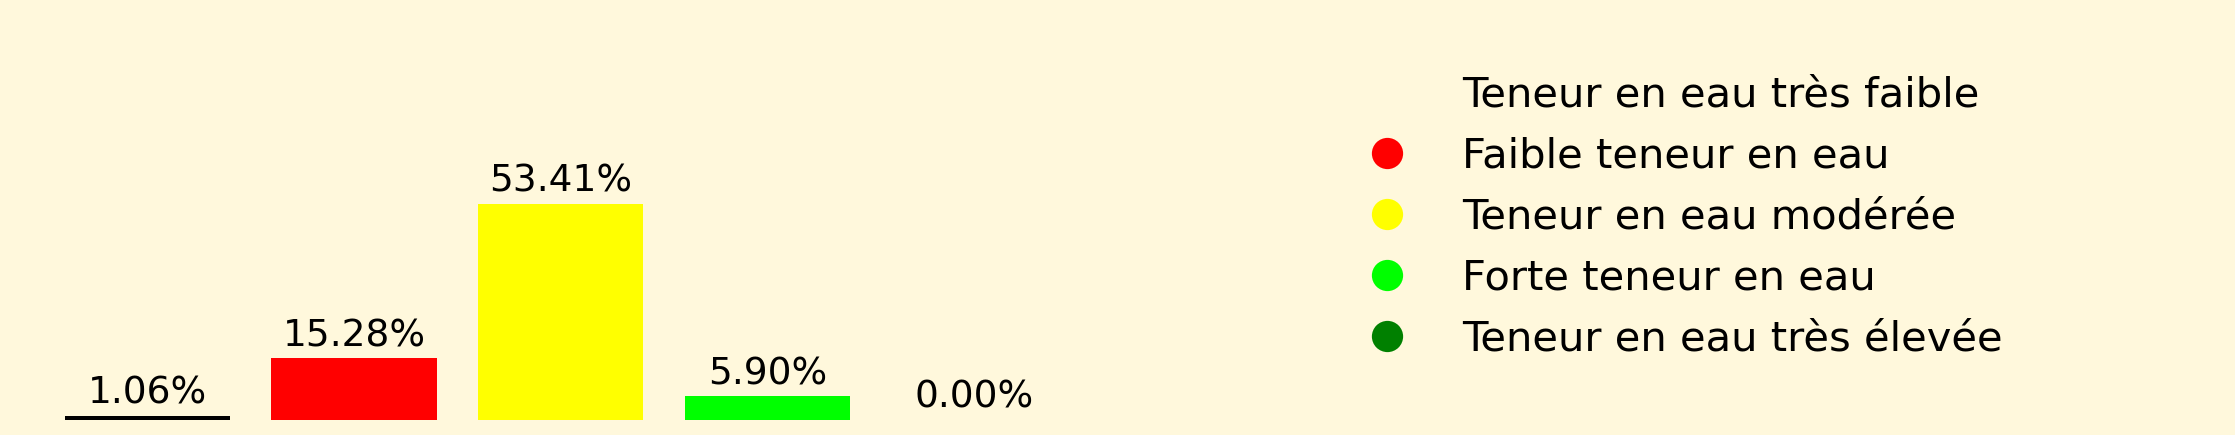 53.41%
15.28%
5.90%
1.06%
0.00%
Teneur en eau très faible
Faible teneur en eau
Teneur en eau modérée
Forte teneur en eau
Teneur en eau très élevée